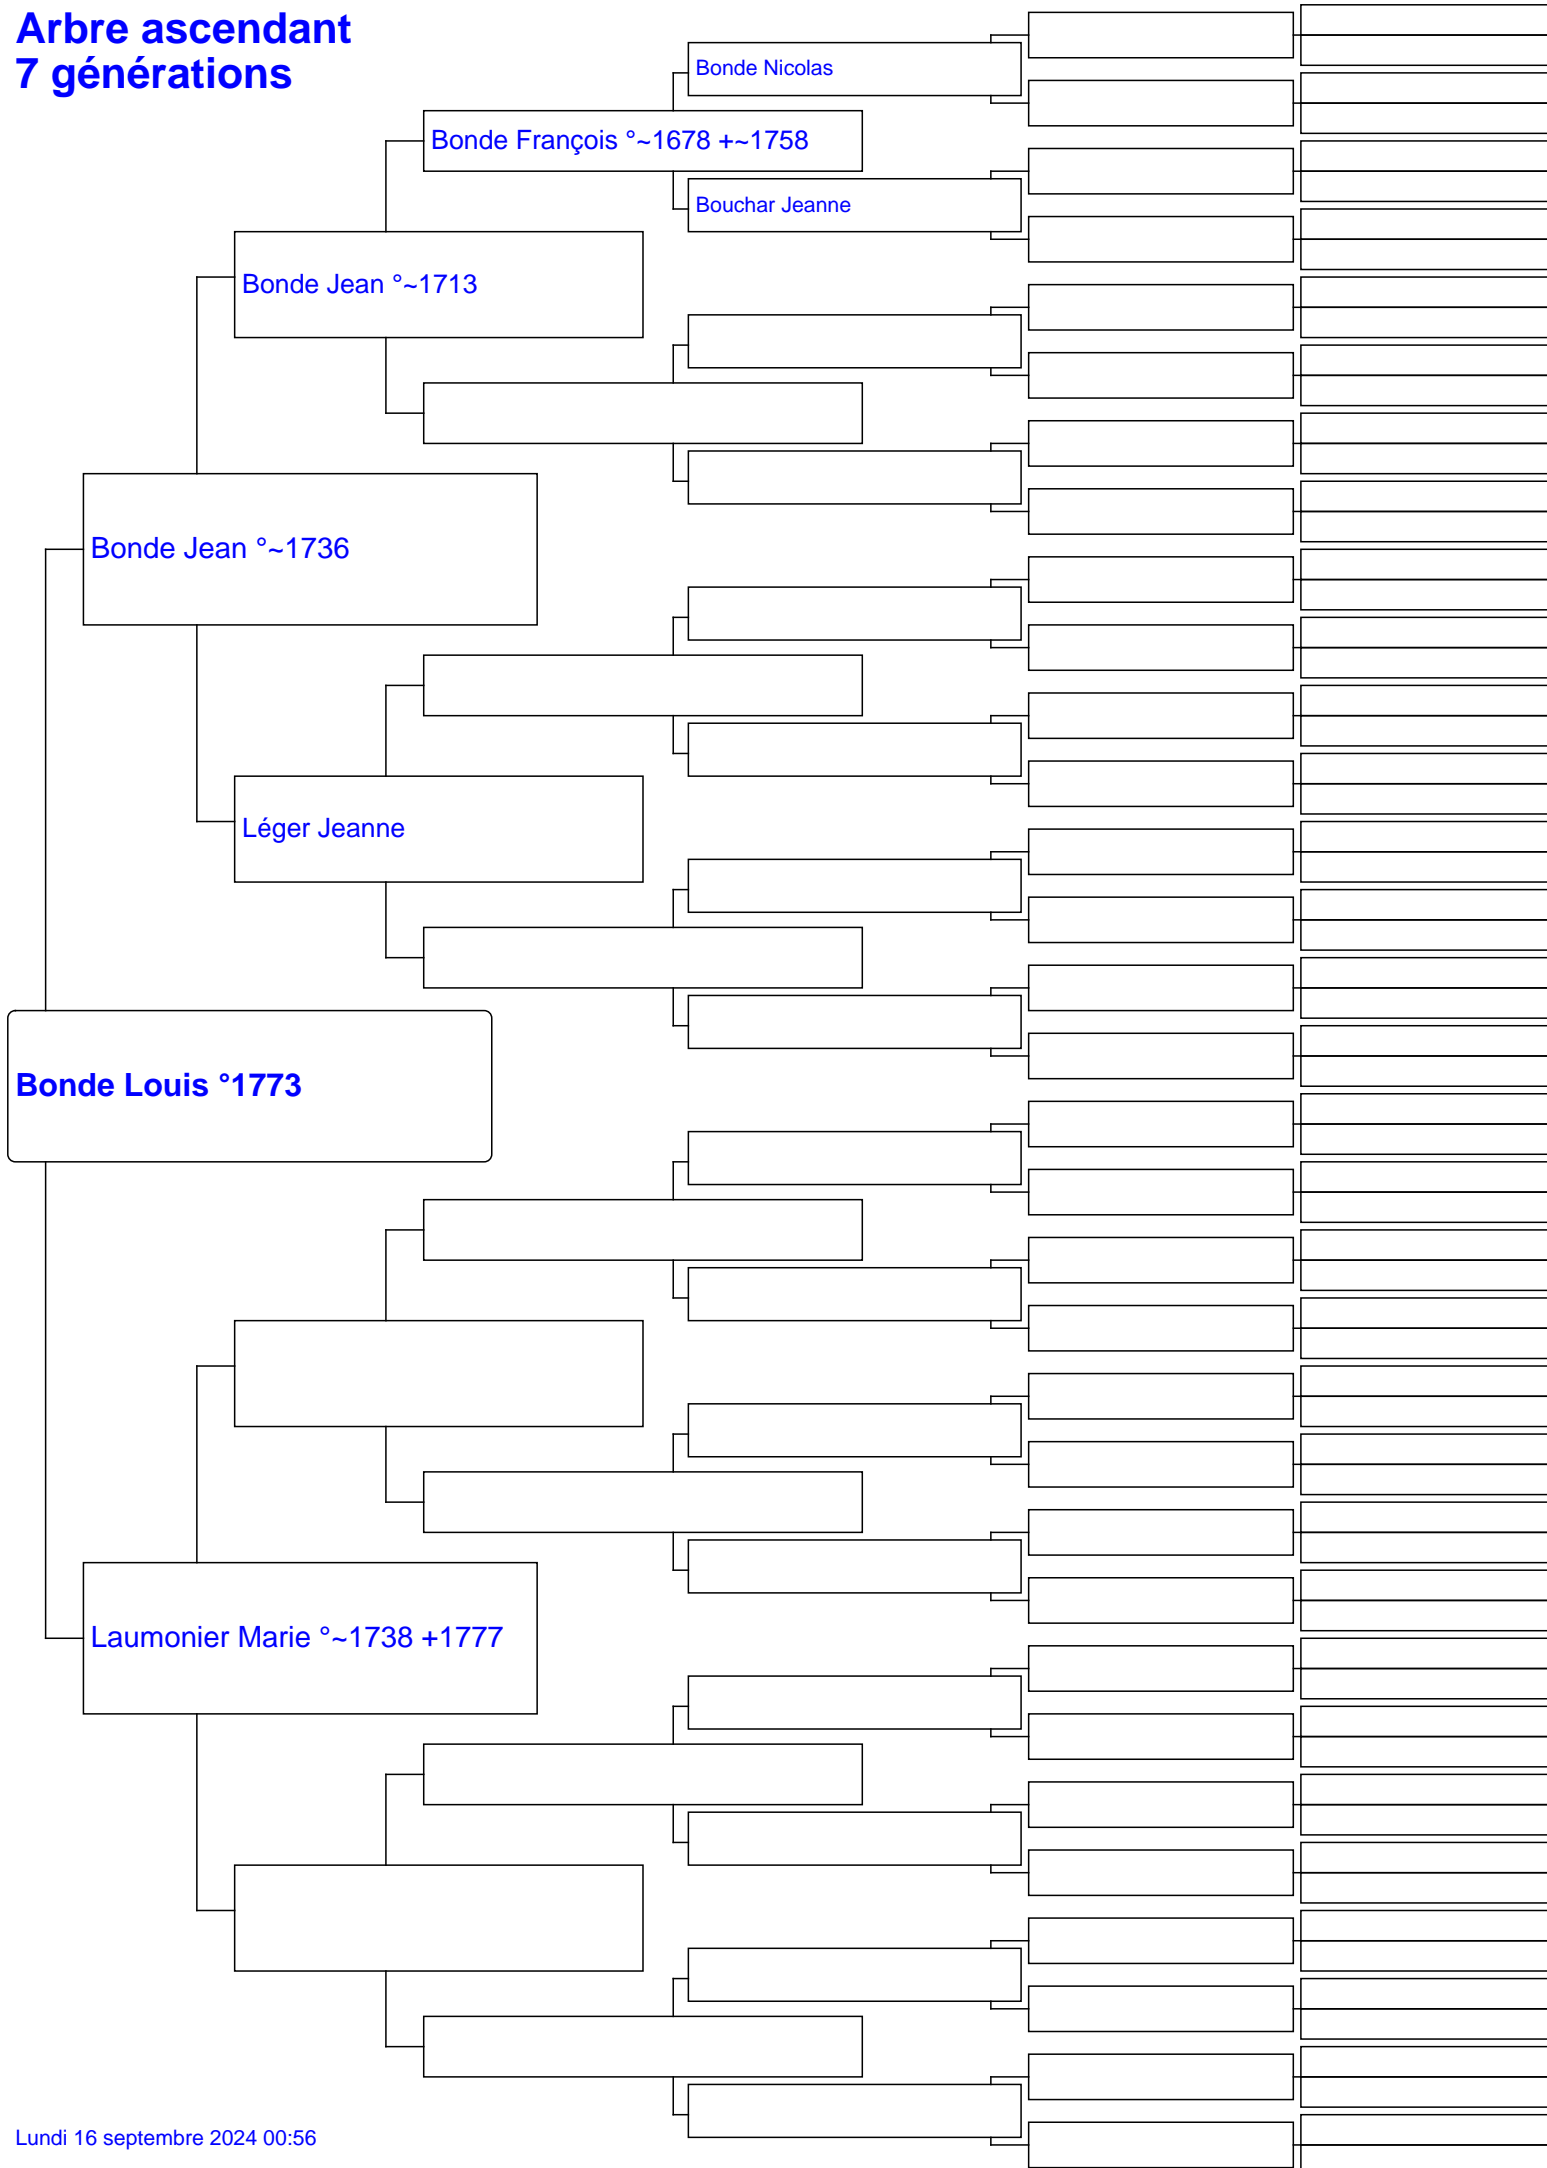 Arbre ascendant
7 générations
Bonde Nicolas
Bonde François °~1678 +~1758
Bouchar Jeanne
Bonde Jean °~1713
Bonde Jean °~1736
Léger Jeanne
Bonde Louis °1773
Laumonier Marie °~1738 +1777
Lundi 16 septembre 2024 00:56